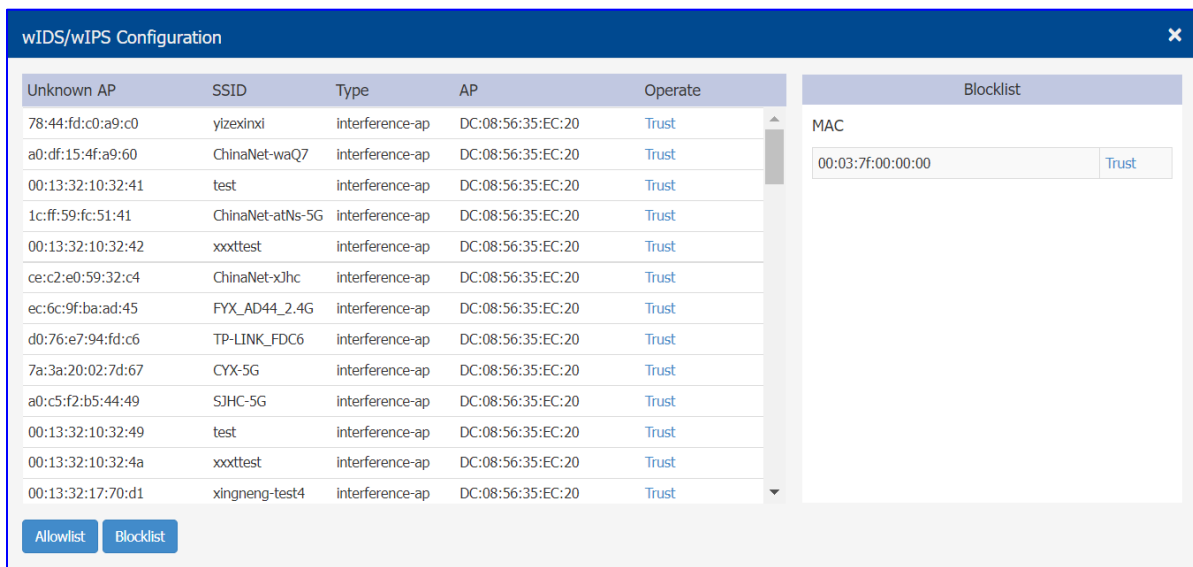 wIDS/wIPS Configuration
Unknown AP SSID Type AP Operate
78:44:fd:c0:a9:c0 yizexinxi interference-ap DC:08:56:35:EC:20 Trust
a0:df:15:4f:a9:60 ChinaNet-waQ7 interference-ap DC:08:56:35:EC:20 Trust
00:13:32:10:32:41 test interference-ap DC:08:56:35:EC:20 Trust
1c:ff:59:fc:51:41 ChinaNet-atNs-5G interference-ap DC:08:56:35:EC:20 Trust
00:13:32:10:32:42 xxxttest interference-ap DC:08:56:35:EC:20 Trust
ce:c2:e0:59:32:c4 ChinaNet-xJhc interference-ap DC:08:56:35:EC:20 Trust
ec:6c:9f:ba:ad:45 FYX_AD44_2.4G interference-ap DC:08:56:35:EC:20 Trust
d0:76:e7:94:fd:c6 TP-LINK_FDC6 interference-ap DC:08:56:35:EC:20 Trust
7a:3a:20:02:7d:67 CYX-5G interference-ap DC:08:56:35:EC:20 Trust
a0:c5:f2:b5:44:49 SJHC-5G interference-ap DC:08:56:35:EC:20 Trust
00:13:32:10:32:49 test interference-ap DC:08:56:35:EC:20 Trust
00:13:32:10:32:4a xxxttest interference-ap DC:08:56:35:EC:20 Trust
00:13:32:17:70:d1 xingneng-test4 interference-ap DC:08:56:35:EC:20 Trust
Blocklist
MAC
00:03:7f:00:00:00 Trust
Allowlist Blocklist